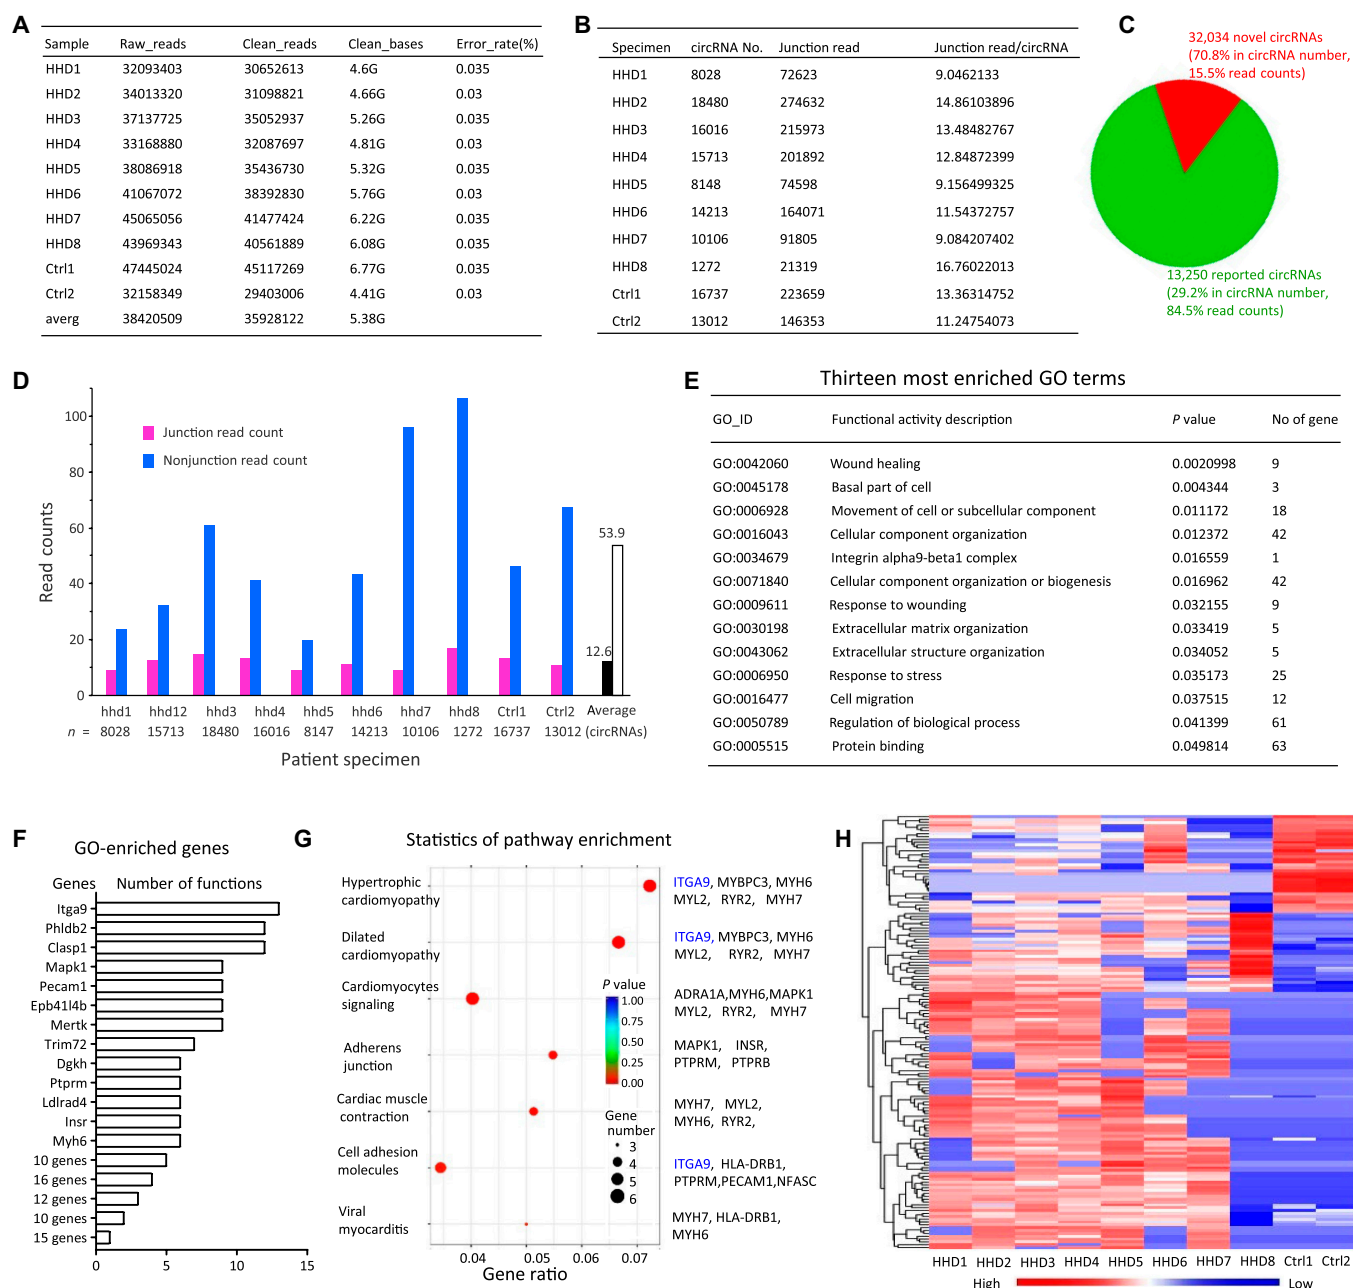 A
Sample Raw_reads Clean_reads Clean_bases Error_rate(%)
HHD1 32093403 30652613 4.6G 0.035
HHD2 34013320 31098821 4.66G 0.03
HHD3 37137725 35052937 5.26G 0.035
HHD4 33168880 32087697 4.81G 0.03
HHD5 38086918 35436730 5.32G 0.035
HHD6 41067072 38392830 5.76G 0.03
HHD7 45065056 41477424 6.22G 0.035
HHD8 43969343 40561889 6.08G 0.035
Ctrl1 47445024 45117269 6.77G 0.035
Ctrl2 32158349 29403006 4.41G 0.03
averg 38420509 35928122 5.38G
B
Specimen circRNA No. Junction read Junction read/circRNA
HHD1 8028 72623 9.0462133
HHD2 18480 274632 14.86103896
HHD3 16016 215973 13.48482767
HHD4 15713 201892 12.84872399
HHD5 8148 74598 9.156499325
HHD6 14213 164071 11.54372757
HHD7 10106 91805 9.084207402
HHD8 1272 21319 16.76022013
Ctrl1 16737 223659 13.36314752
Ctrl2 13012 146353 11.24754073
C
32,034 novel circRNAs
(70.8% in circRNA number,
15.5% read counts)
13,250 reported circRNAs
(29.2% in circRNA number,
84.5% read counts)
D
Read counts
100
80
60
40
20
0
Junction read count
Nonjunction read count
53.9
12.6
hhd1 hhd12 hhd3 hhd4 hhd5 hhd6 hhd7 hhd8 Ctrl1 Ctrl2 Average
n = 8028 15713 18480 16016 8147 14213 10106 1272 16737 13012 (circRNAs)
Patient specimen
E
Thirteen most enriched GO terms
GO_ID Functional activity description P value No of gene
GO:0042060 Wound healing 0.0020998 9
GO:0045178 Basal part of cell 0.004344 3
GO:0006928 Movement of cell or subcellular component 0.011172 18
GO:0016043 Cellular component organization 0.012372 42
GO:0034679 Integrin alpha9-beta1 complex 0.016559 1
GO:0071840 Cellular component organization or biogenesis 0.016962 42
GO:0009611 Response to wounding 0.032155 9
GO:0030198 Extracellular matrix organization 0.033419 5
GO:0043062 Extracellular structure organization 0.034052 5
GO:0006950 Response to stress 0.035173 25
GO:0016477 Cell migration 0.037515 12
GO:0050789 Regulation of biological process 0.041399 61
GO:0005515 Protein binding 0.049814 63
F
GO-enriched genes
Genes Number of functions
Itga9
Phldb2
Clasp1
Mapk1
Pecam1
Epb41l4b
Mertk
Trim72
Dgkh
Ptprm
Ldlrad4
Insr
Myh6
10 genes
16 genes
12 genes
10 genes
15 genes
0 5 10 15
G
Statistics of pathway enrichment
Hypertrophic
cardiomyopathy
ITGA9, MYBPC3, MYH6
MYL2, RYR2, MYH7
Dilated
cardiomyopathy
ITGA9, MYBPC3, MYH6
MYL2, RYR2, MYH7
Cardiomyocytes
signaling
ADRA1A,MYH6,MAPK1
MYL2, RYR2, MYH7
Adherens
junction
MAPK1, INSR,
PTPRM, PTPRB
Cardiac muscle
contraction
MYH7, MYL2,
MYH6, RYR2,
Cell adhesion
molecules
ITGA9, HLA-DRB1,
PTPRM,PECAM1,NFASC
Viral
myocarditis
MYH7, HLA-DRB1,
MYH6
P value
1.00
0.75
0.50
0.25
0.00
Gene
number
3
4
5
6
0.04 0.05 0.06 0.07
Gene ratio
H
HHD1 HHD2 HHD3 HHD4 HHD5 HHD6 HHD7 HHD8 Ctrl1 Ctrl2
High Low